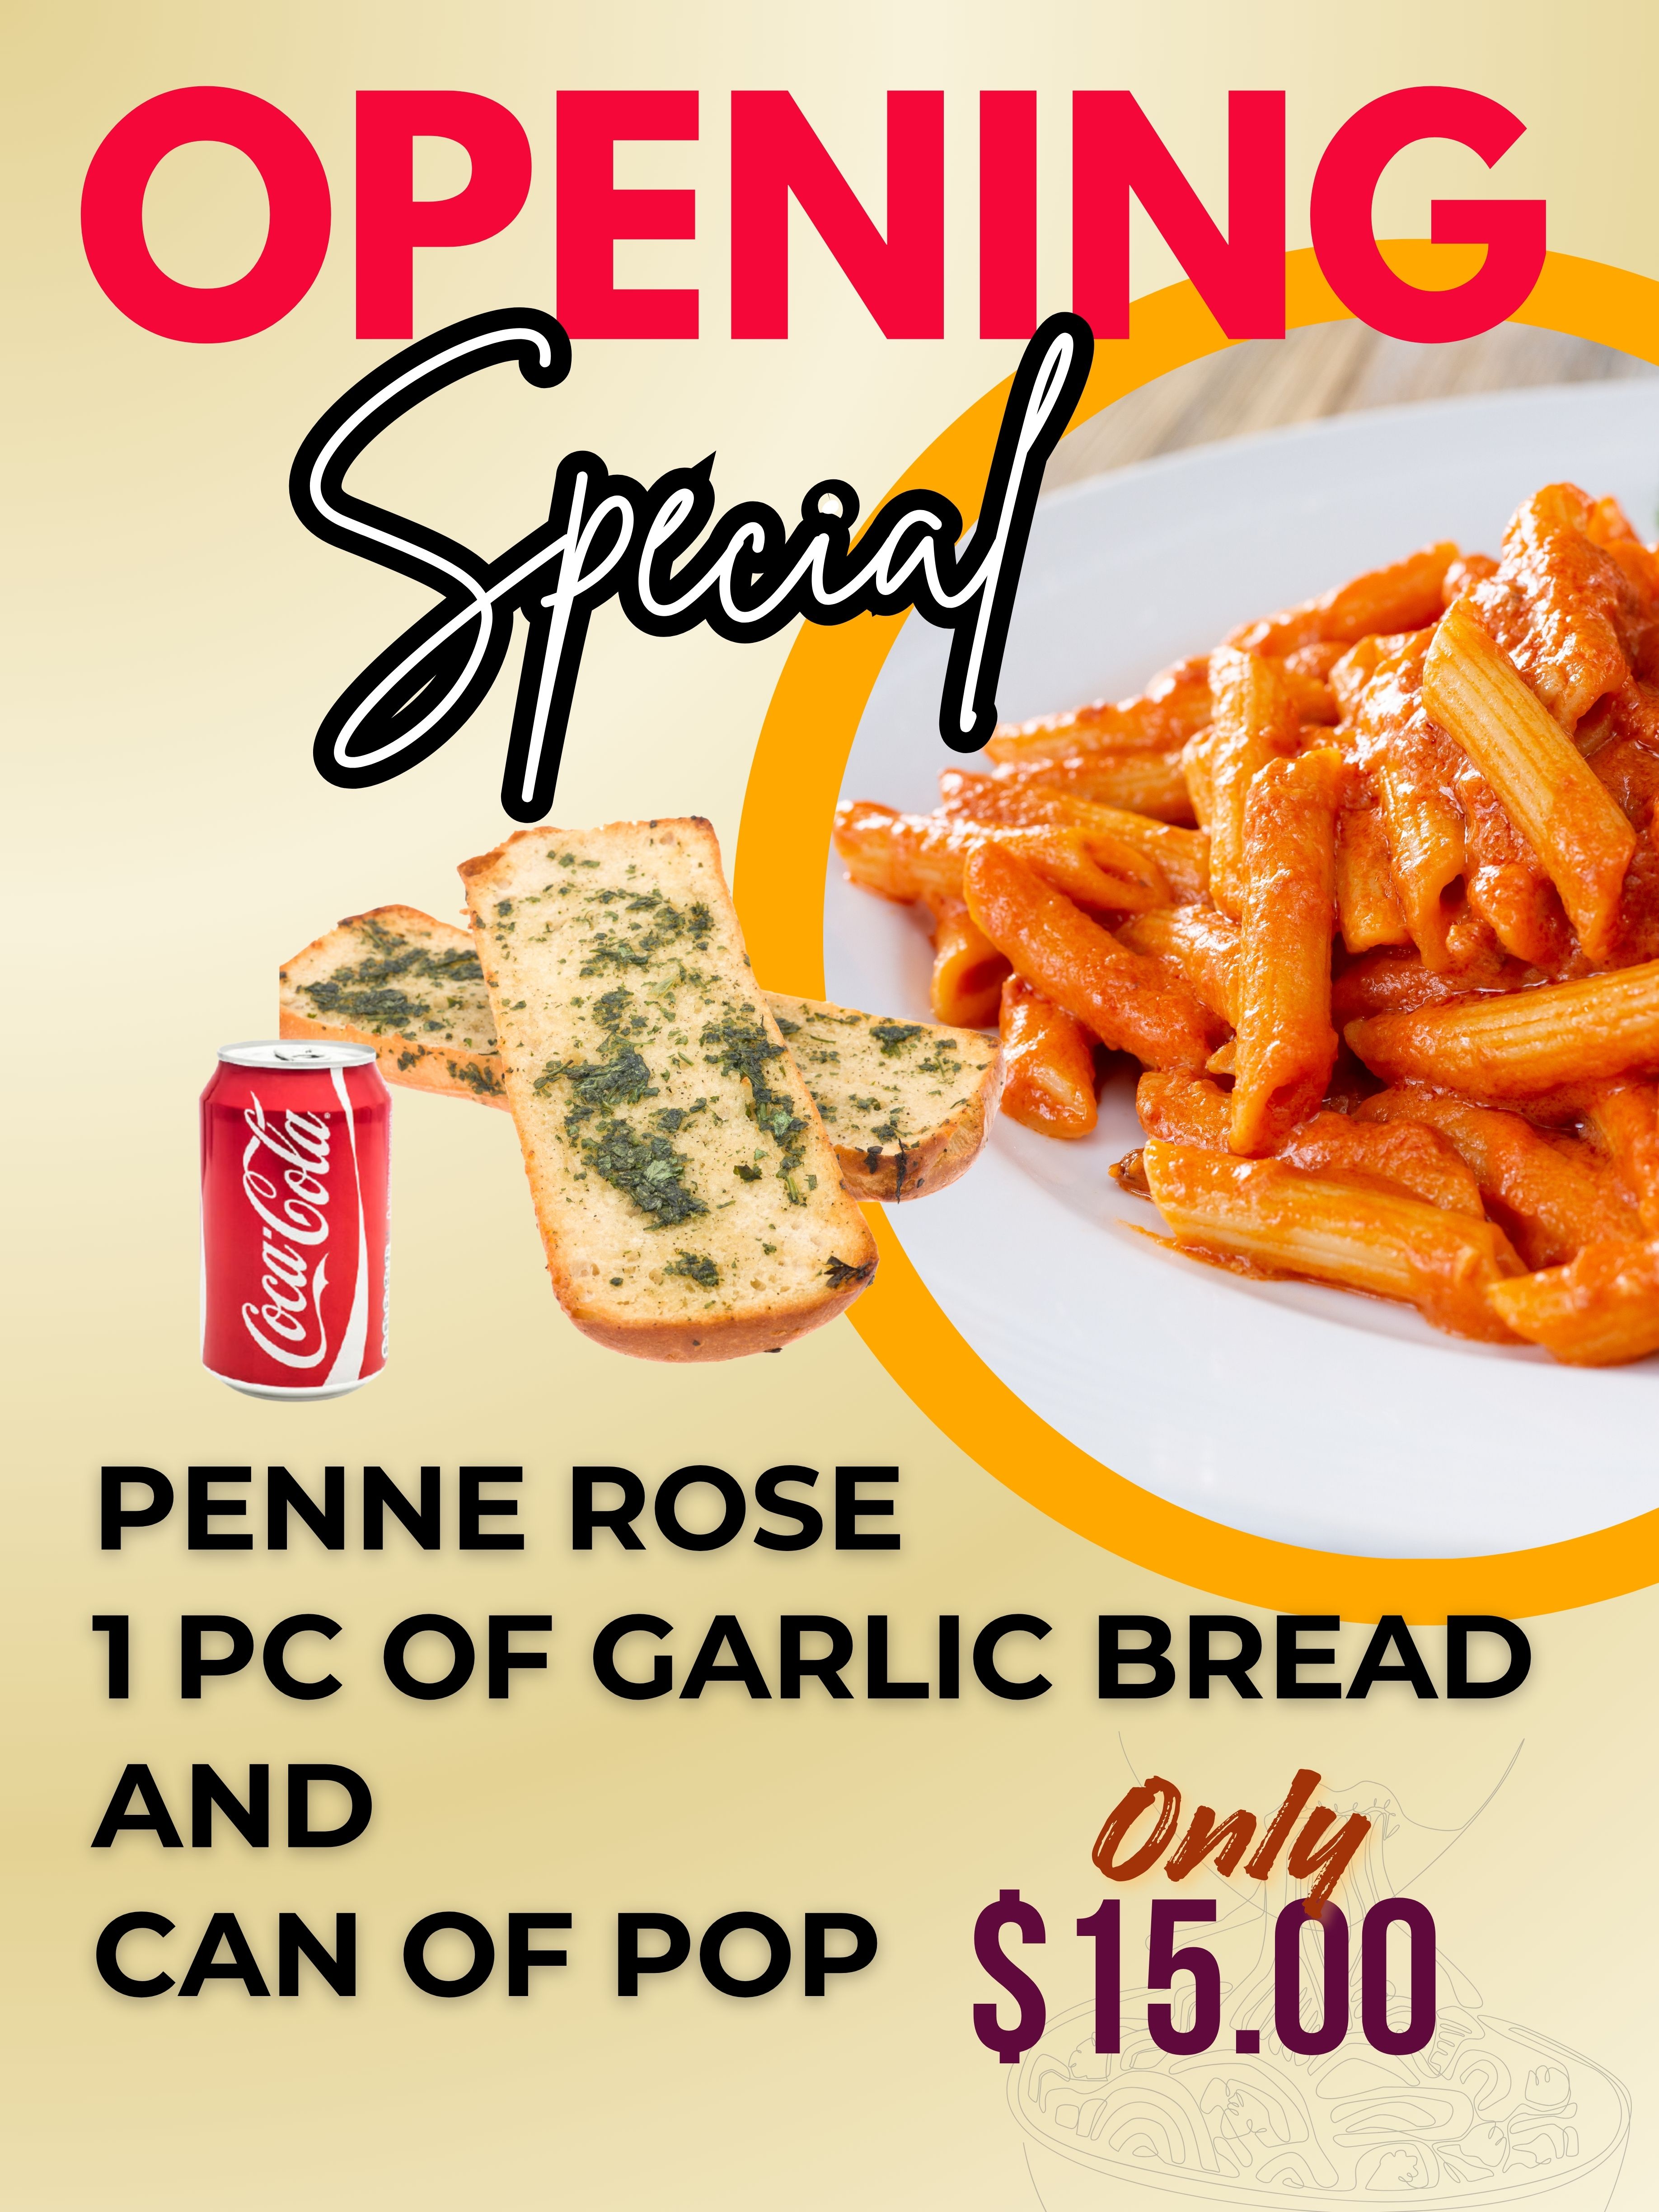 OPENING
Special
Coca-Cola
PENNE ROSE
1 PC OF GARLIC BREAD
AND
CAN OF POP
Only
$15.00